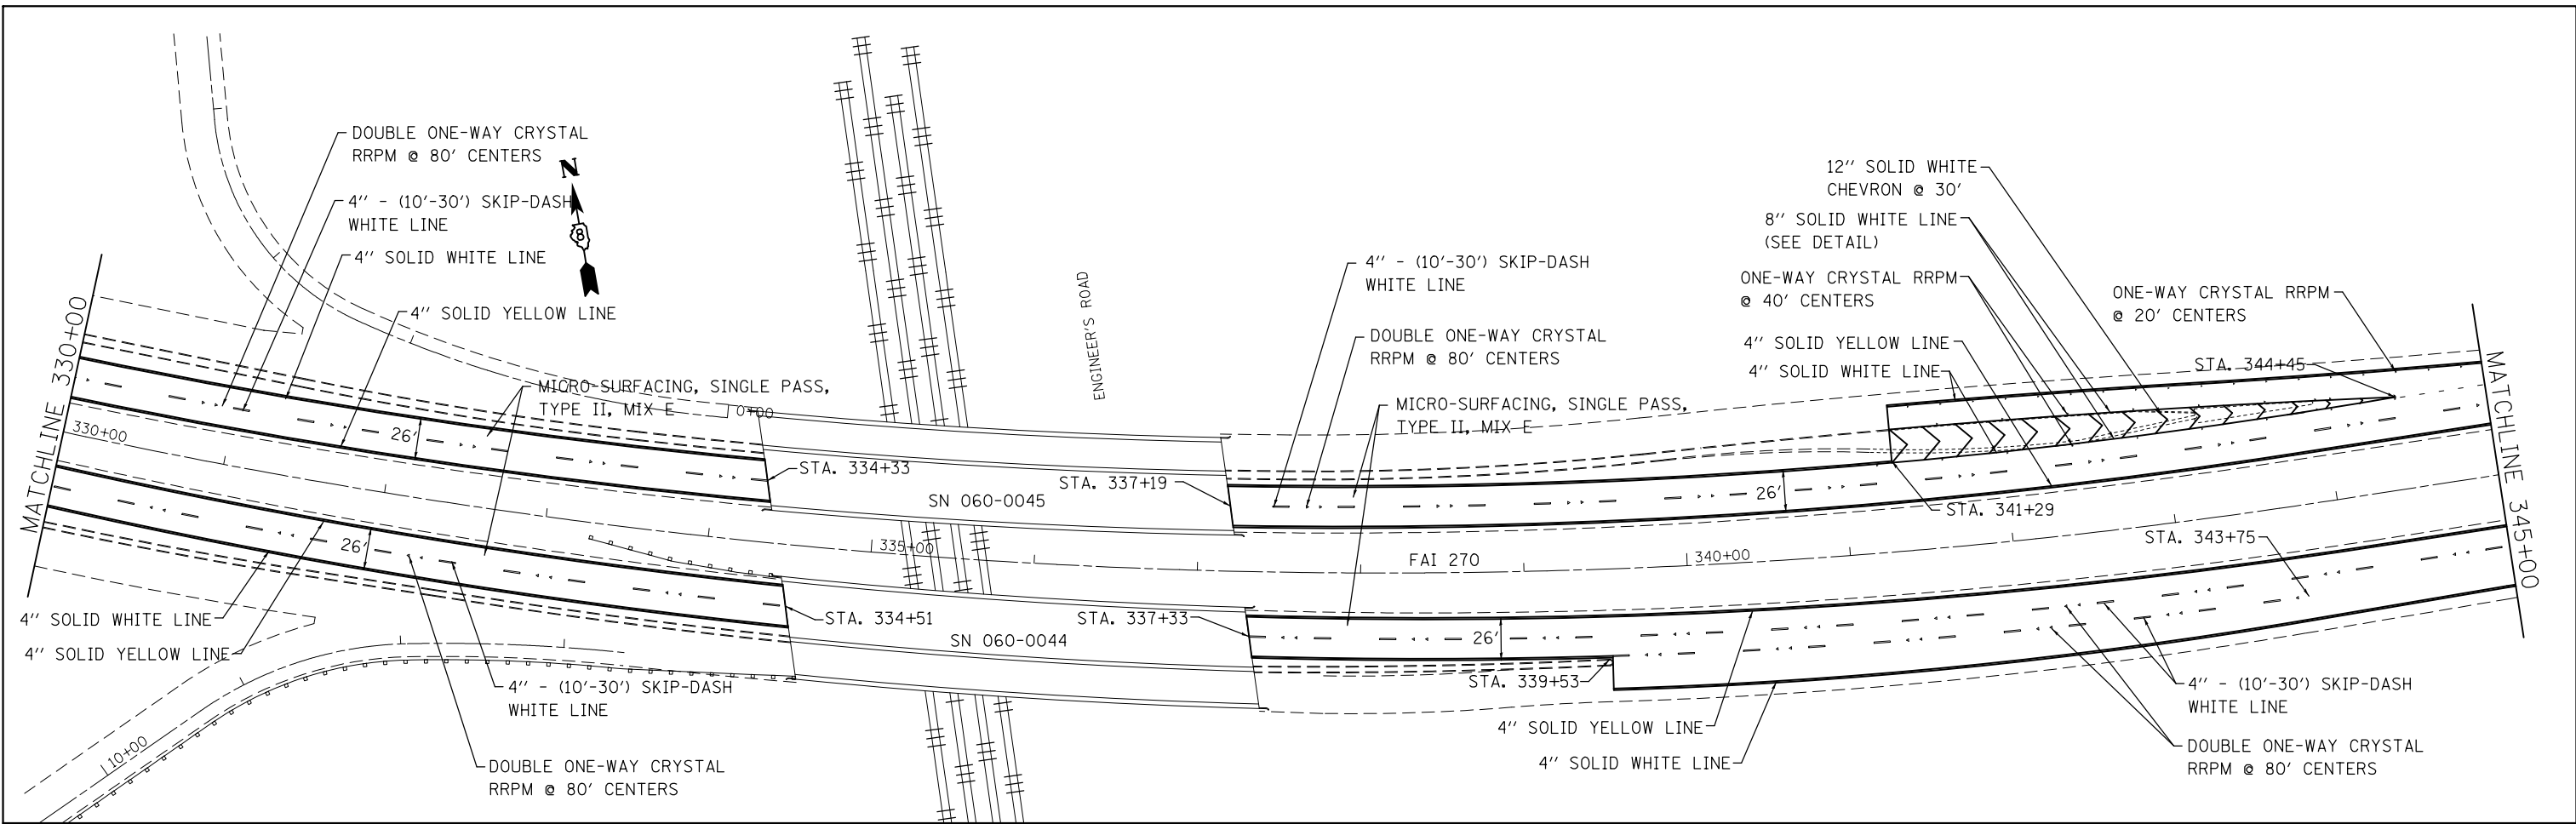 DOUBLE ONE-WAY CRYSTAL
RRPM @ 80' CENTERS
N
8
4'' - (10'-30') SKIP-DASH
WHITE LINE
4'' SOLID WHITE LINE
4'' SOLID YELLOW LINE
MATCHLINE 330+00
330+00
26'
MICRO-SURFACING, SINGLE PASS,
TYPE II, MIX E
0+00
STA. 334+33
SN 060-0045
STA. 337+19
335+00
26'
4'' SOLID WHITE LINE
4'' SOLID YELLOW LINE
STA. 334+51
SN 060-0044
STA. 337+33
4'' - (10'-30') SKIP-DASH
WHITE LINE
10+00
DOUBLE ONE-WAY CRYSTAL
RRPM @ 80' CENTERS
ENGINEER'S ROAD
4'' - (10'-30') SKIP-DASH
WHITE LINE
DOUBLE ONE-WAY CRYSTAL
RRPM @ 80' CENTERS
MICRO-SURFACING, SINGLE PASS,
TYPE II, MIX E
12'' SOLID WHITE
CHEVRON @ 30'
8'' SOLID WHITE LINE
(SEE DETAIL)
ONE-WAY CRYSTAL RRPM
@ 40' CENTERS
4'' SOLID YELLOW LINE
4'' SOLID WHITE LINE
ONE-WAY CRYSTAL RRPM
@ 20' CENTERS
STA. 344+45
26'
STA. 341+29
FAI 270
340+00
STA. 343+75
MATCHLINE 345+00
26'
STA. 339+53
4'' SOLID YELLOW LINE
4'' SOLID WHITE LINE
4'' - (10'-30') SKIP-DASH
WHITE LINE
DOUBLE ONE-WAY CRYSTAL
RRPM @ 80' CENTERS